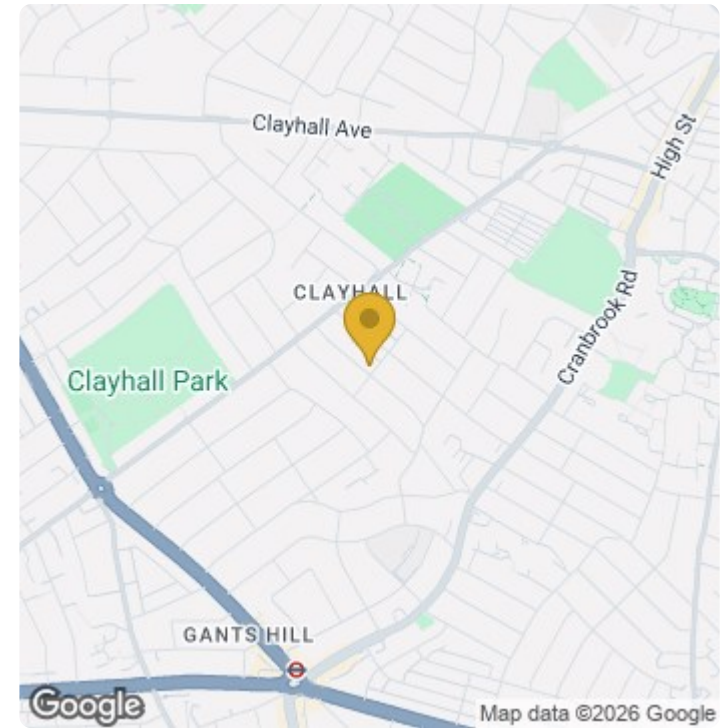 Clayhall Ave
High St
CLAYHALL
Cranbrook Rd
Clayhall Park
GANTS HILL
Google
Map data ©2026 Google